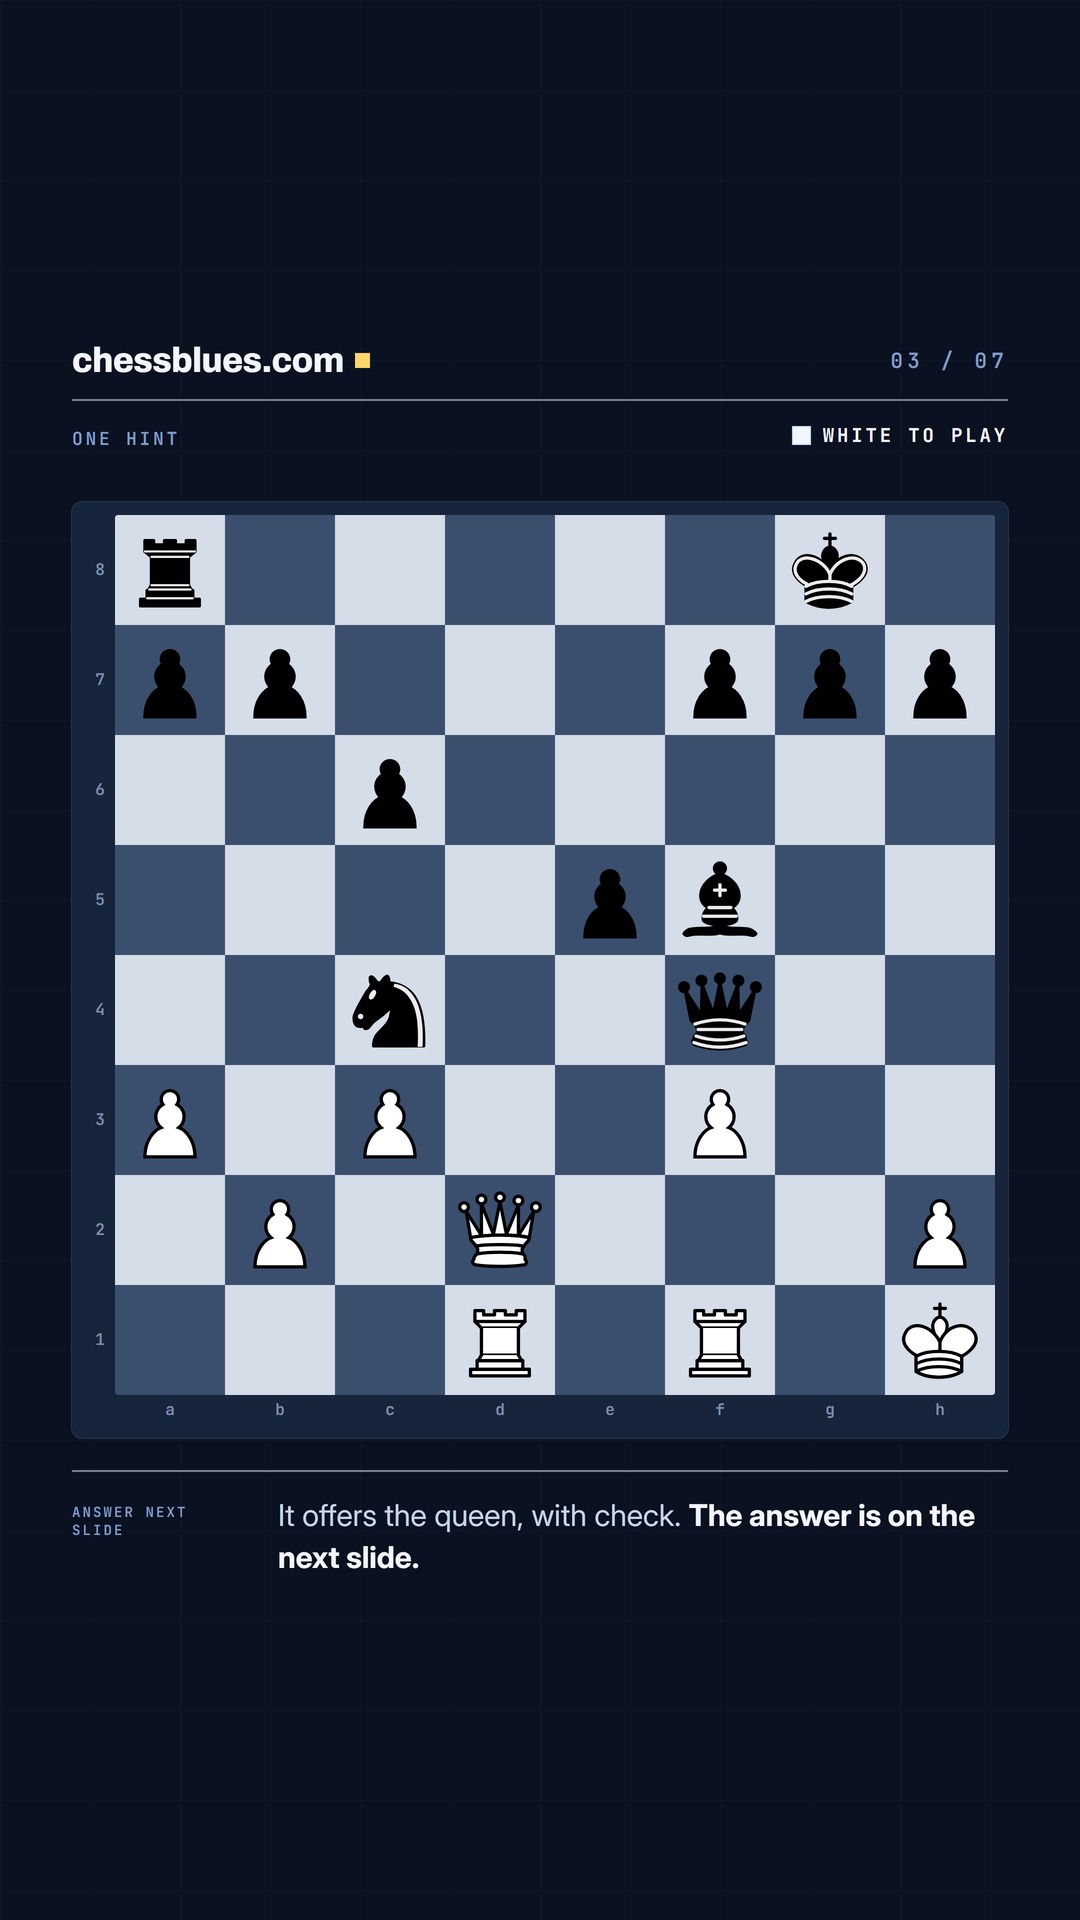 chessblues.com
03 / 07
ONE HINT
WHITE TO PLAY
8
7
6
5
4
3
2
1
a b c d e f g h
ANSWER NEXT
SLIDE
It offers the queen, with check. The answer is on the
next slide.